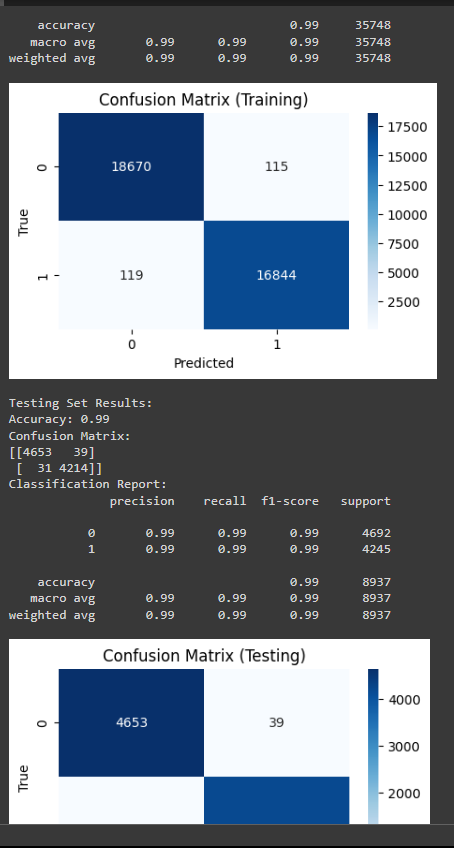 accuracy 0.99 35748
macro avg 0.99 0.99 0.99 35748
weighted avg 0.99 0.99 0.99 35748
Confusion Matrix (Training)
17500
0 18670 115
15000
12500
10000
True
7500
1 119 16844
5000
2500
0 1
Predicted
Testing Set Results:
Accuracy: 0.99
Confusion Matrix:
[[4653 39]
[ 31 4214]]
Classification Report:
precision recall f1-score support
0 0.99 0.99 0.99 4692
1 0.99 0.99 0.99 4245
accuracy 0.99 8937
macro avg 0.99 0.99 0.99 8937
weighted avg 0.99 0.99 0.99 8937
Confusion Matrix (Testing)
4000
0 4653 39
3000
True
2000